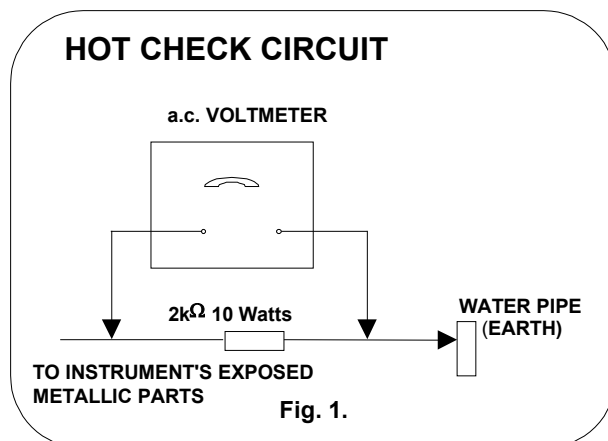 HOT CHECK CIRCUIT
a.c. VOLTMETER
2kΩ 10 Watts
WATER PIPE
(EARTH)
TO INSTRUMENT'S EXPOSED
METALLIC PARTS
Fig. 1.